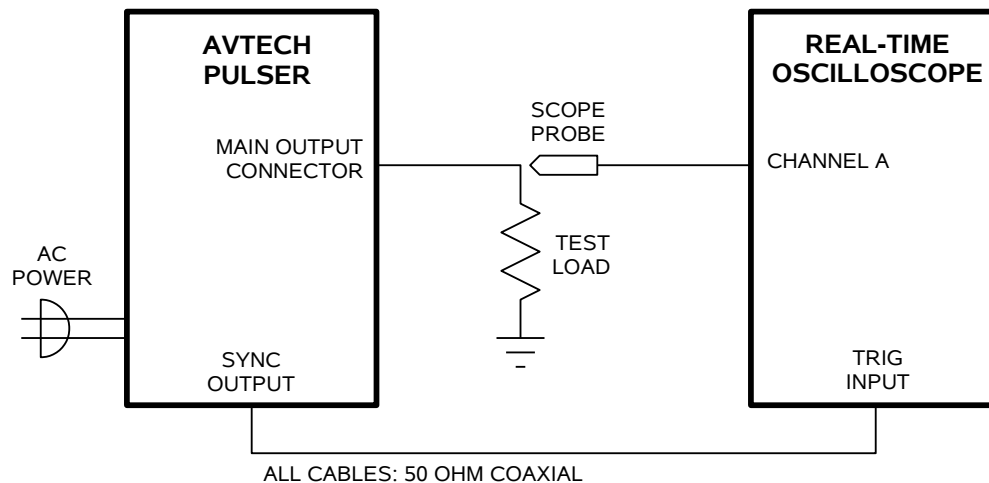 AVTECH
PULSER
MAIN OUTPUT
CONNECTOR
AC
POWER
SYNC
OUTPUT
SCOPE
PROBE
TEST
LOAD
REAL-TIME
OSCILLOSCOPE
CHANNEL A
TRIG
INPUT
ALL CABLES: 50 OHM COAXIAL